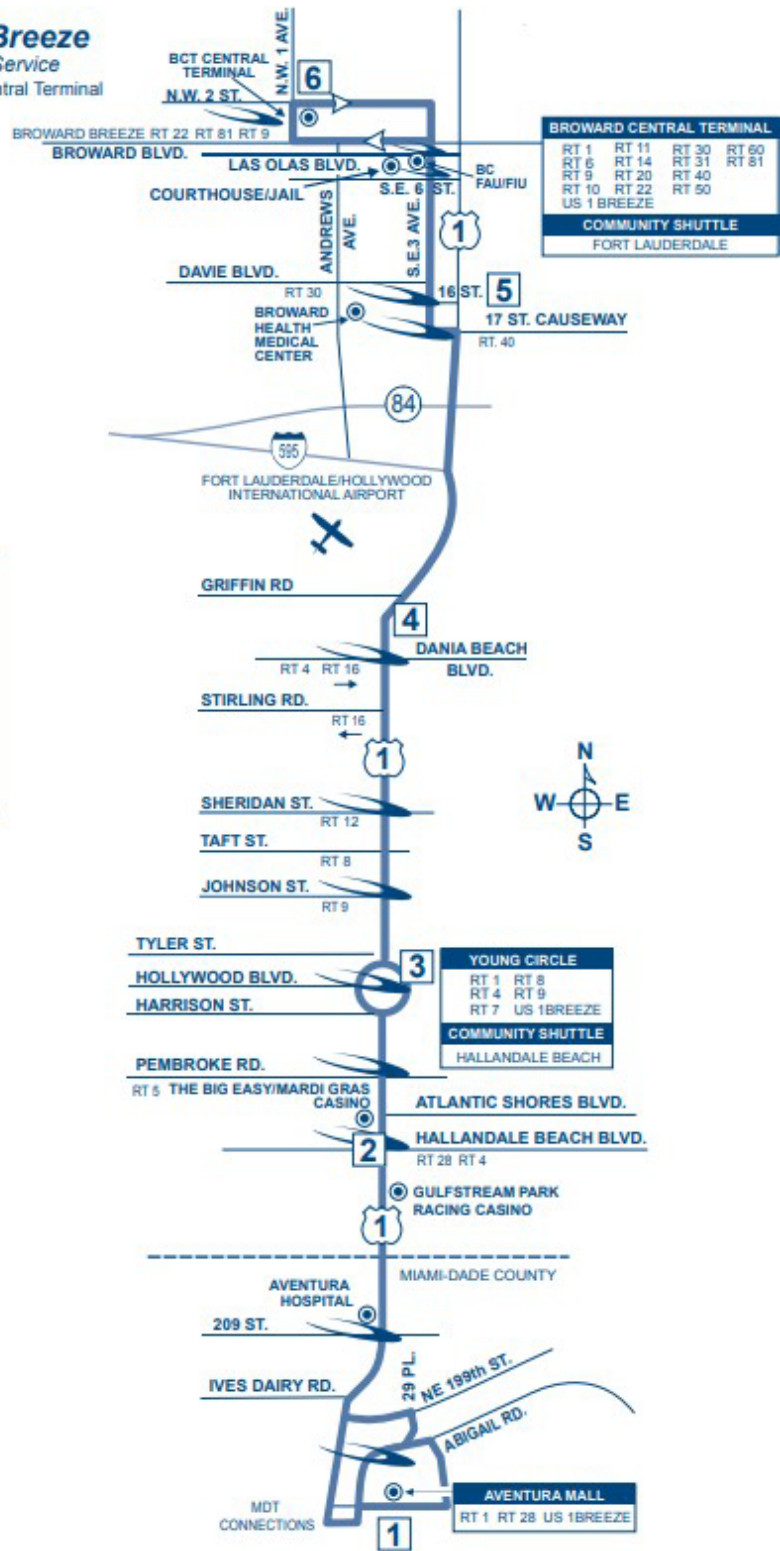 Breeze
Service
ntral Terminal
BCT CENTRAL
TERMINAL
N.W. 1 AVE.
6
N.W. 2 ST.
BROWARD BREEZE RT 22 RT 81 RT 9
BROWARD BLVD.
LAS OLAS BLVD.
COURTHOUSE/JAIL
BC
FAU/FIU
S.E. 6 ST.
ANDREWS
AVE.
S.E.3 AVE.
1
BROWARD CENTRAL TERMINAL
RT 1 RT 11 RT 30 RT 60
RT 6 RT 14 RT 31 RT 81
RT 9 RT 20 RT 40
RT 10 RT 22 RT 50
US 1 BREEZE
COMMUNITY SHUTTLE
FORT LAUDERDALE
DAVIE BLVD.
RT 30
16 ST.
5
BROWARD
HEALTH
MEDICAL
CENTER
17 ST. CAUSEWAY
RT. 40
84
595
FORT LAUDERDALE/HOLLYWOOD
INTERNATIONAL AIRPORT
GRIFFIN RD
4
DANIA BEACH
BLVD.
RT 4 RT 16
STIRLING RD.
RT 16
1
N
W E
S
SHERIDAN ST.
RT 12
TAFT ST.
RT 8
JOHNSON ST.
RT 9
TYLER ST.
3
HOLLYWOOD BLVD.
HARRISON ST.
YOUNG CIRCLE
RT 1 RT 8
RT 4 RT 9
RT 7 US 1BREEZE
COMMUNITY SHUTTLE
HALLANDALE BEACH
PEMBROKE RD.
RT 5 THE BIG EASY/MARDI GRAS
CASINO
ATLANTIC SHORES BLVD.
2
HALLANDALE BEACH BLVD.
RT 28 RT 4
GULFSTREAM PARK
RACING CASINO
1
MIAMI-DADE COUNTY
AVENTURA
HOSPITAL
209 ST.
IVES DAIRY RD.
29 PL.
NE 199th ST.
ABIGAIL RD.
AVENTURA MALL
RT 1 RT 28 US 1BREEZE
MDT
CONNECTIONS
1